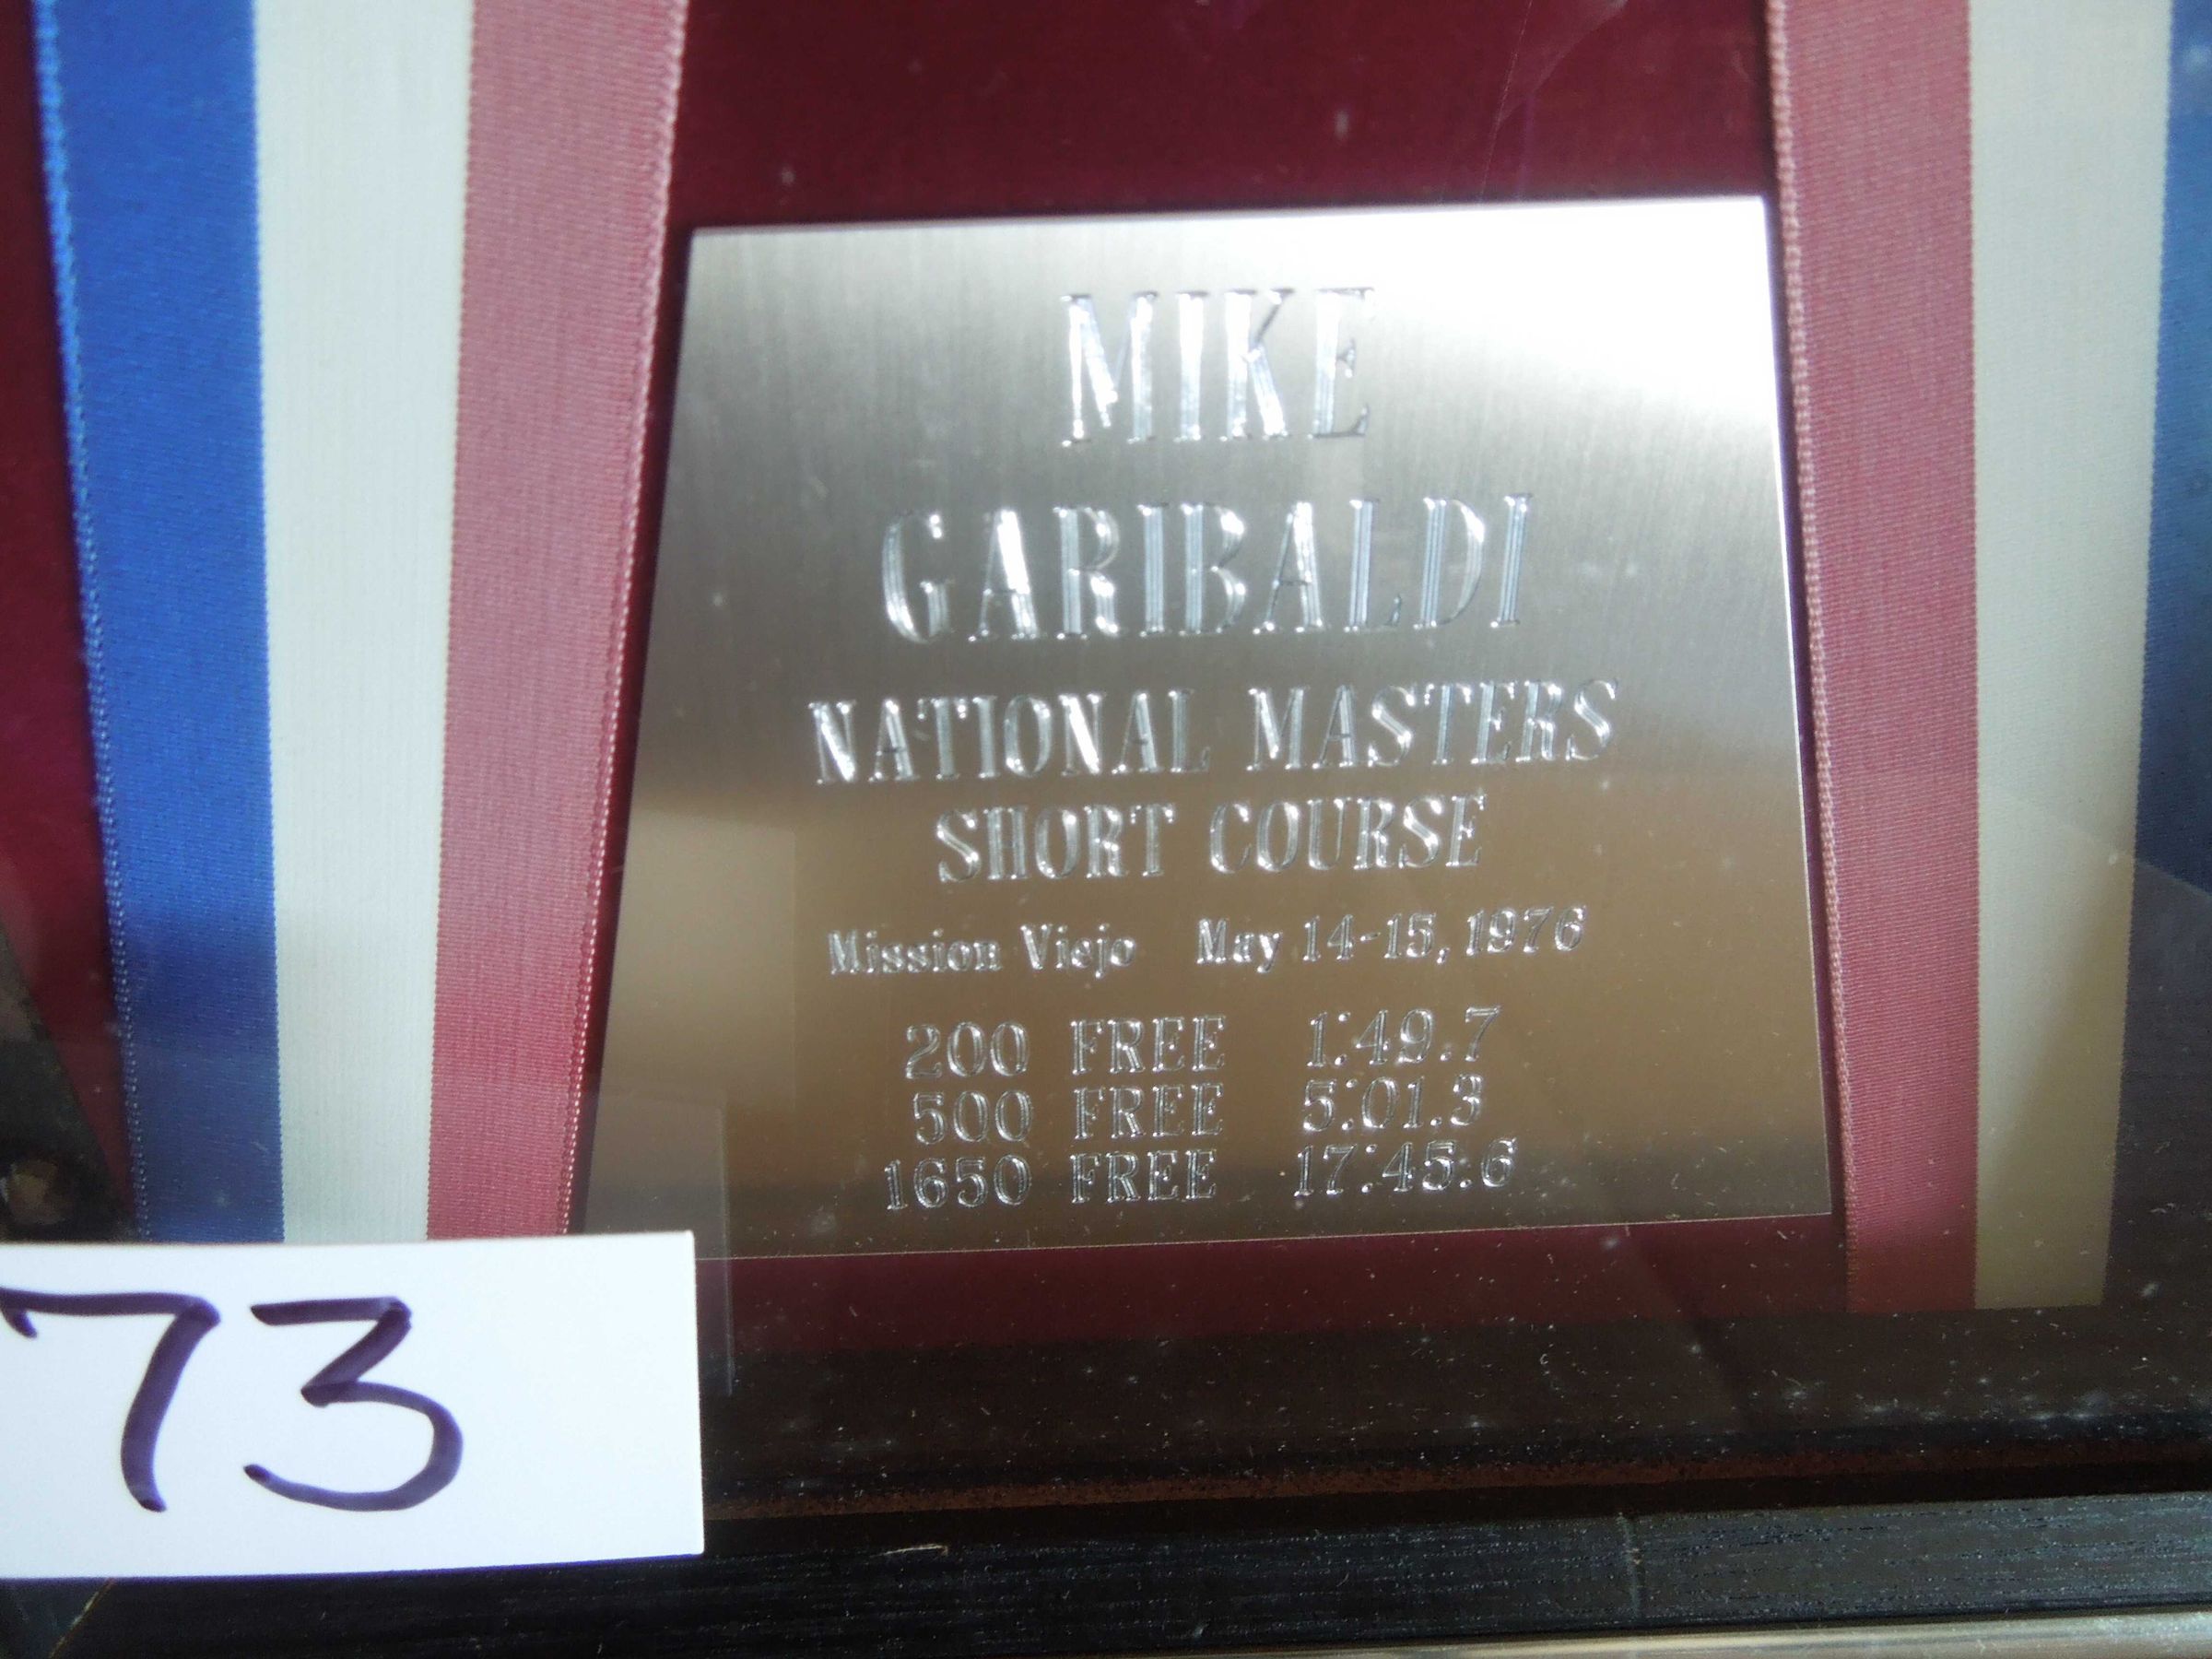 MIKE
GARIBALDI
NATIONAL MASTERS
SHORT COURSE
Mission Viejo May 14-15, 1976
200 FREE 1:49.7
500 FREE 5:01.3
1650 FREE 17:45.6
73